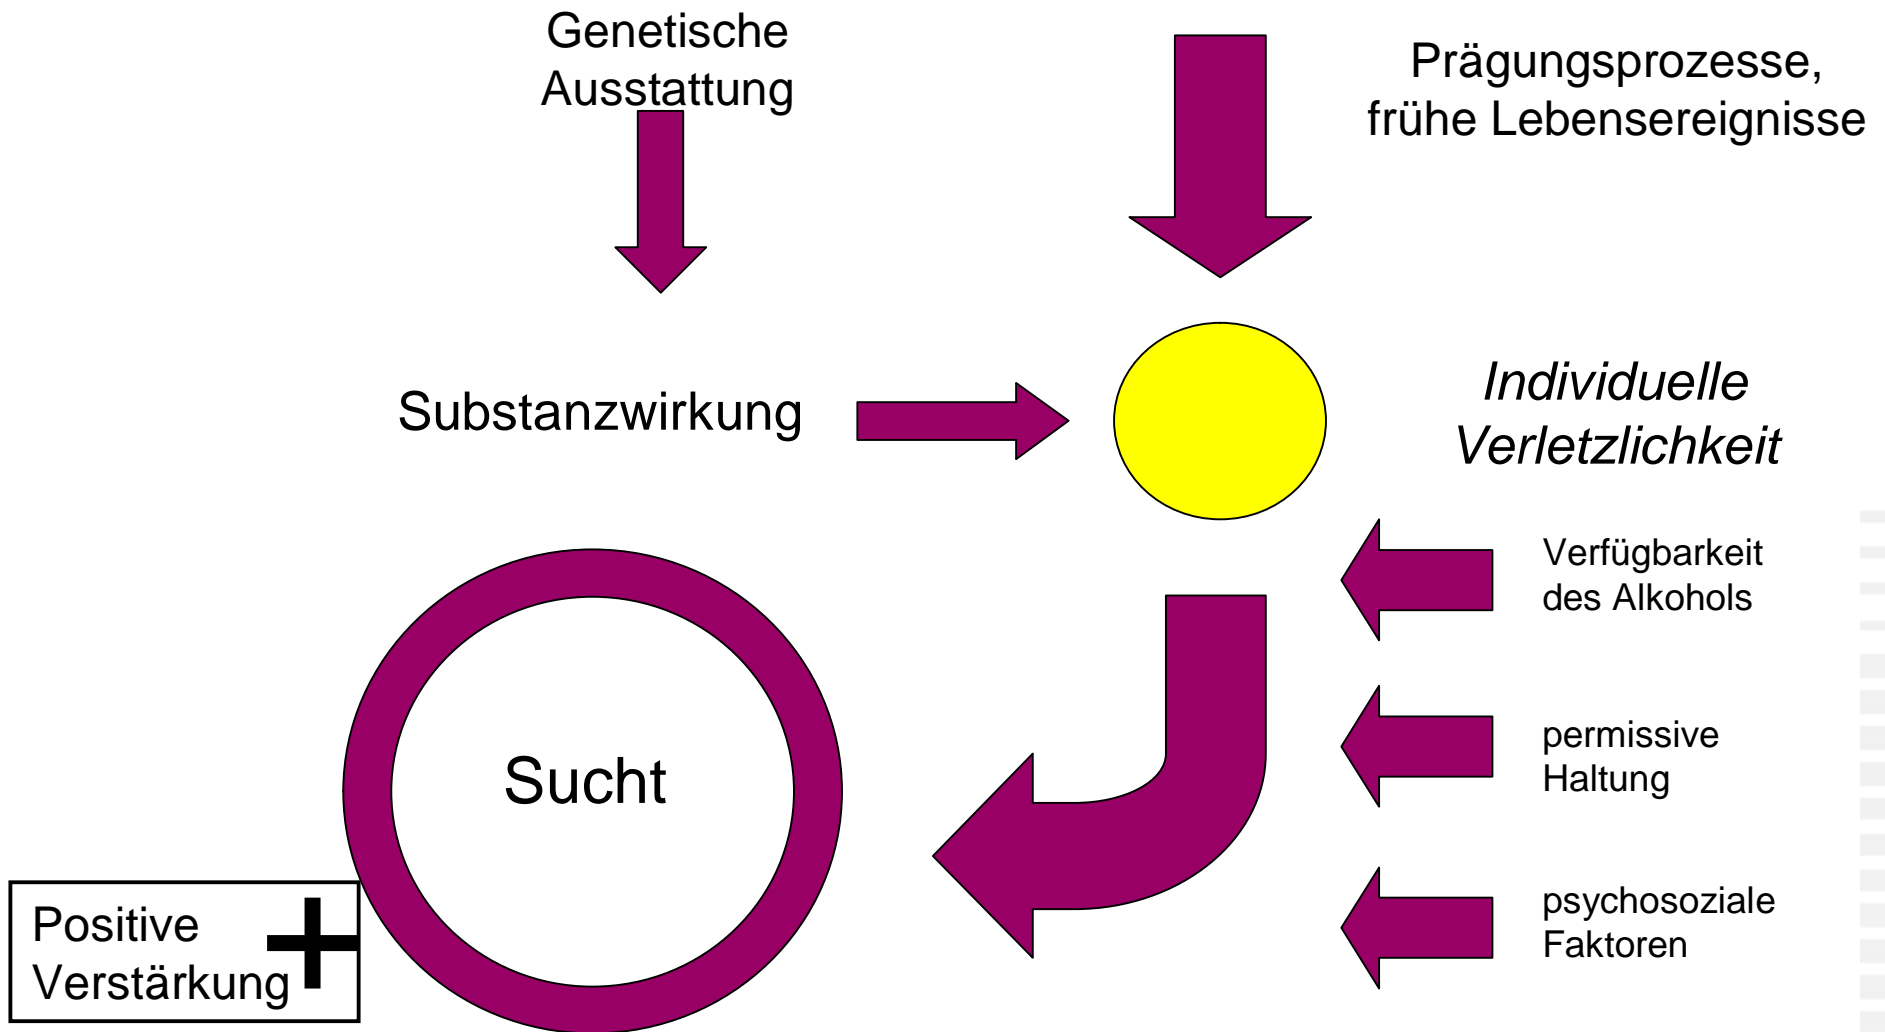 Genetische
Ausstattung
Prägungsprozesse,
frühe Lebensereignisse
Substanzwirkung
Individuelle
Verletzlichkeit
Verfügbarkeit
des Alkohols
permissive
Haltung
Sucht
psychosoziale
Faktoren
Positive
Verstärkung
+